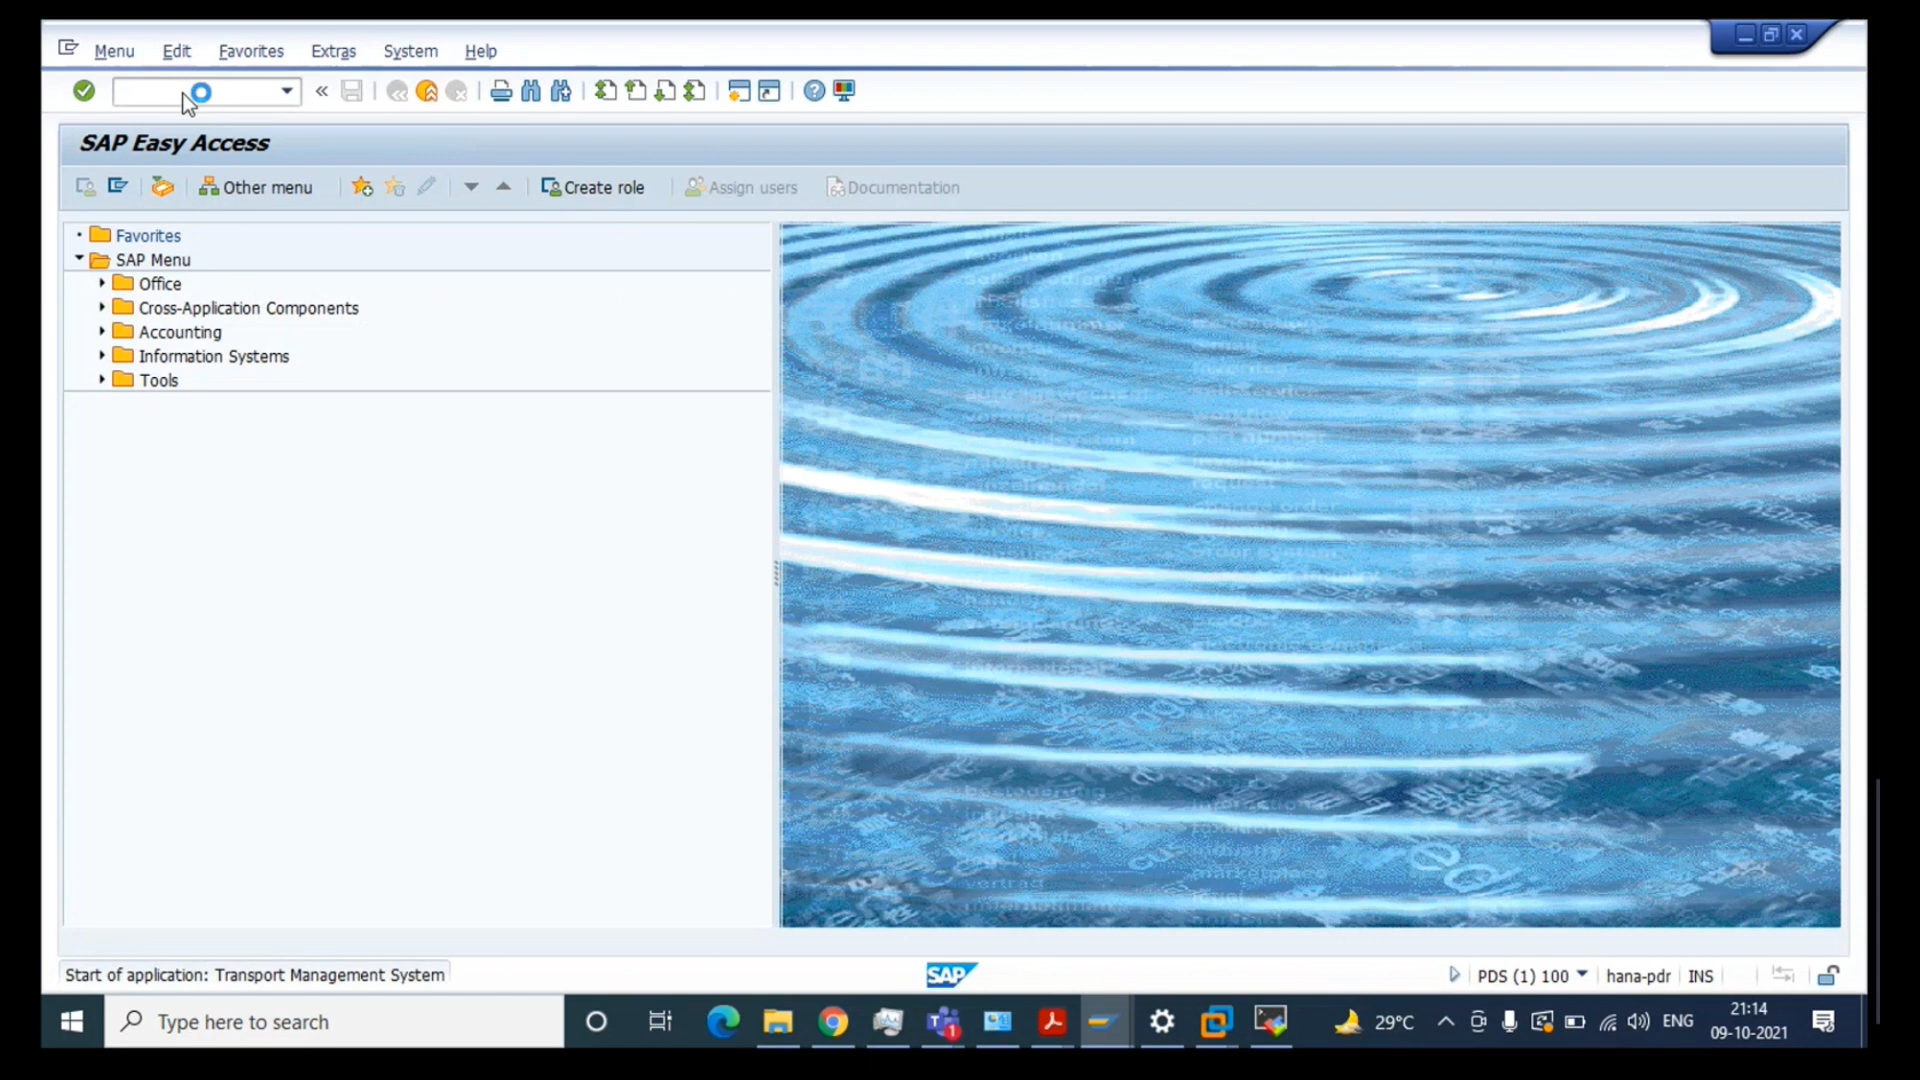 Menu Edit Favorites Extras System Help
SAP Easy Access
Other menu Create role Assign users Documentation
Favorites
SAP Menu
Office
Cross-Application Components
Accounting
Information Systems
Tools
Start of application: Transport Management System
SAP
PDS (1) 100 hana-pdr INS
Type here to search
29°C ENG
21:14
09-10-2021